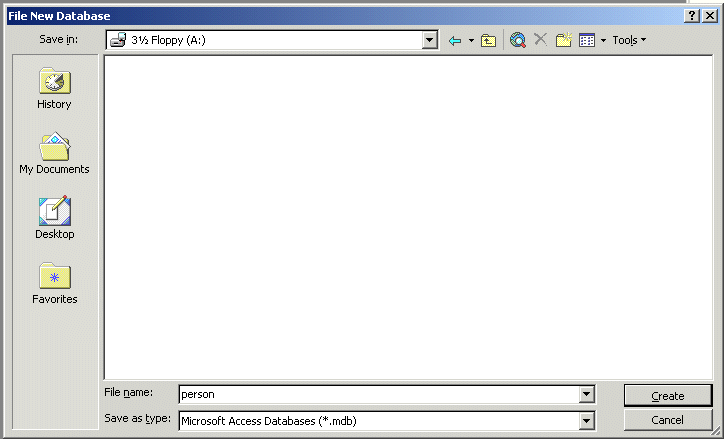 File New Database
Save in: 3½ Floppy (A:) Tools
History
My Documents
Desktop
Favorites
File name: person Create
Save as type: Microsoft Access Databases (*.mdb) Cancel